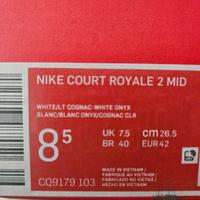 NIKE COURT ROYALE 2 MID
WHITE/LT COGNAC-WHITE ONYX
BLANC/BLANC ONYX/COGNAC CLR
8.5
UK 7.5 cm 26.5
BR 40 EUR 42
MADE IN VIETNAM /
FABRIQUE AU VIETNAM /
FABRICADO NO VIETNÃ /
HECHO EN VIETNAM
CQ9179 103